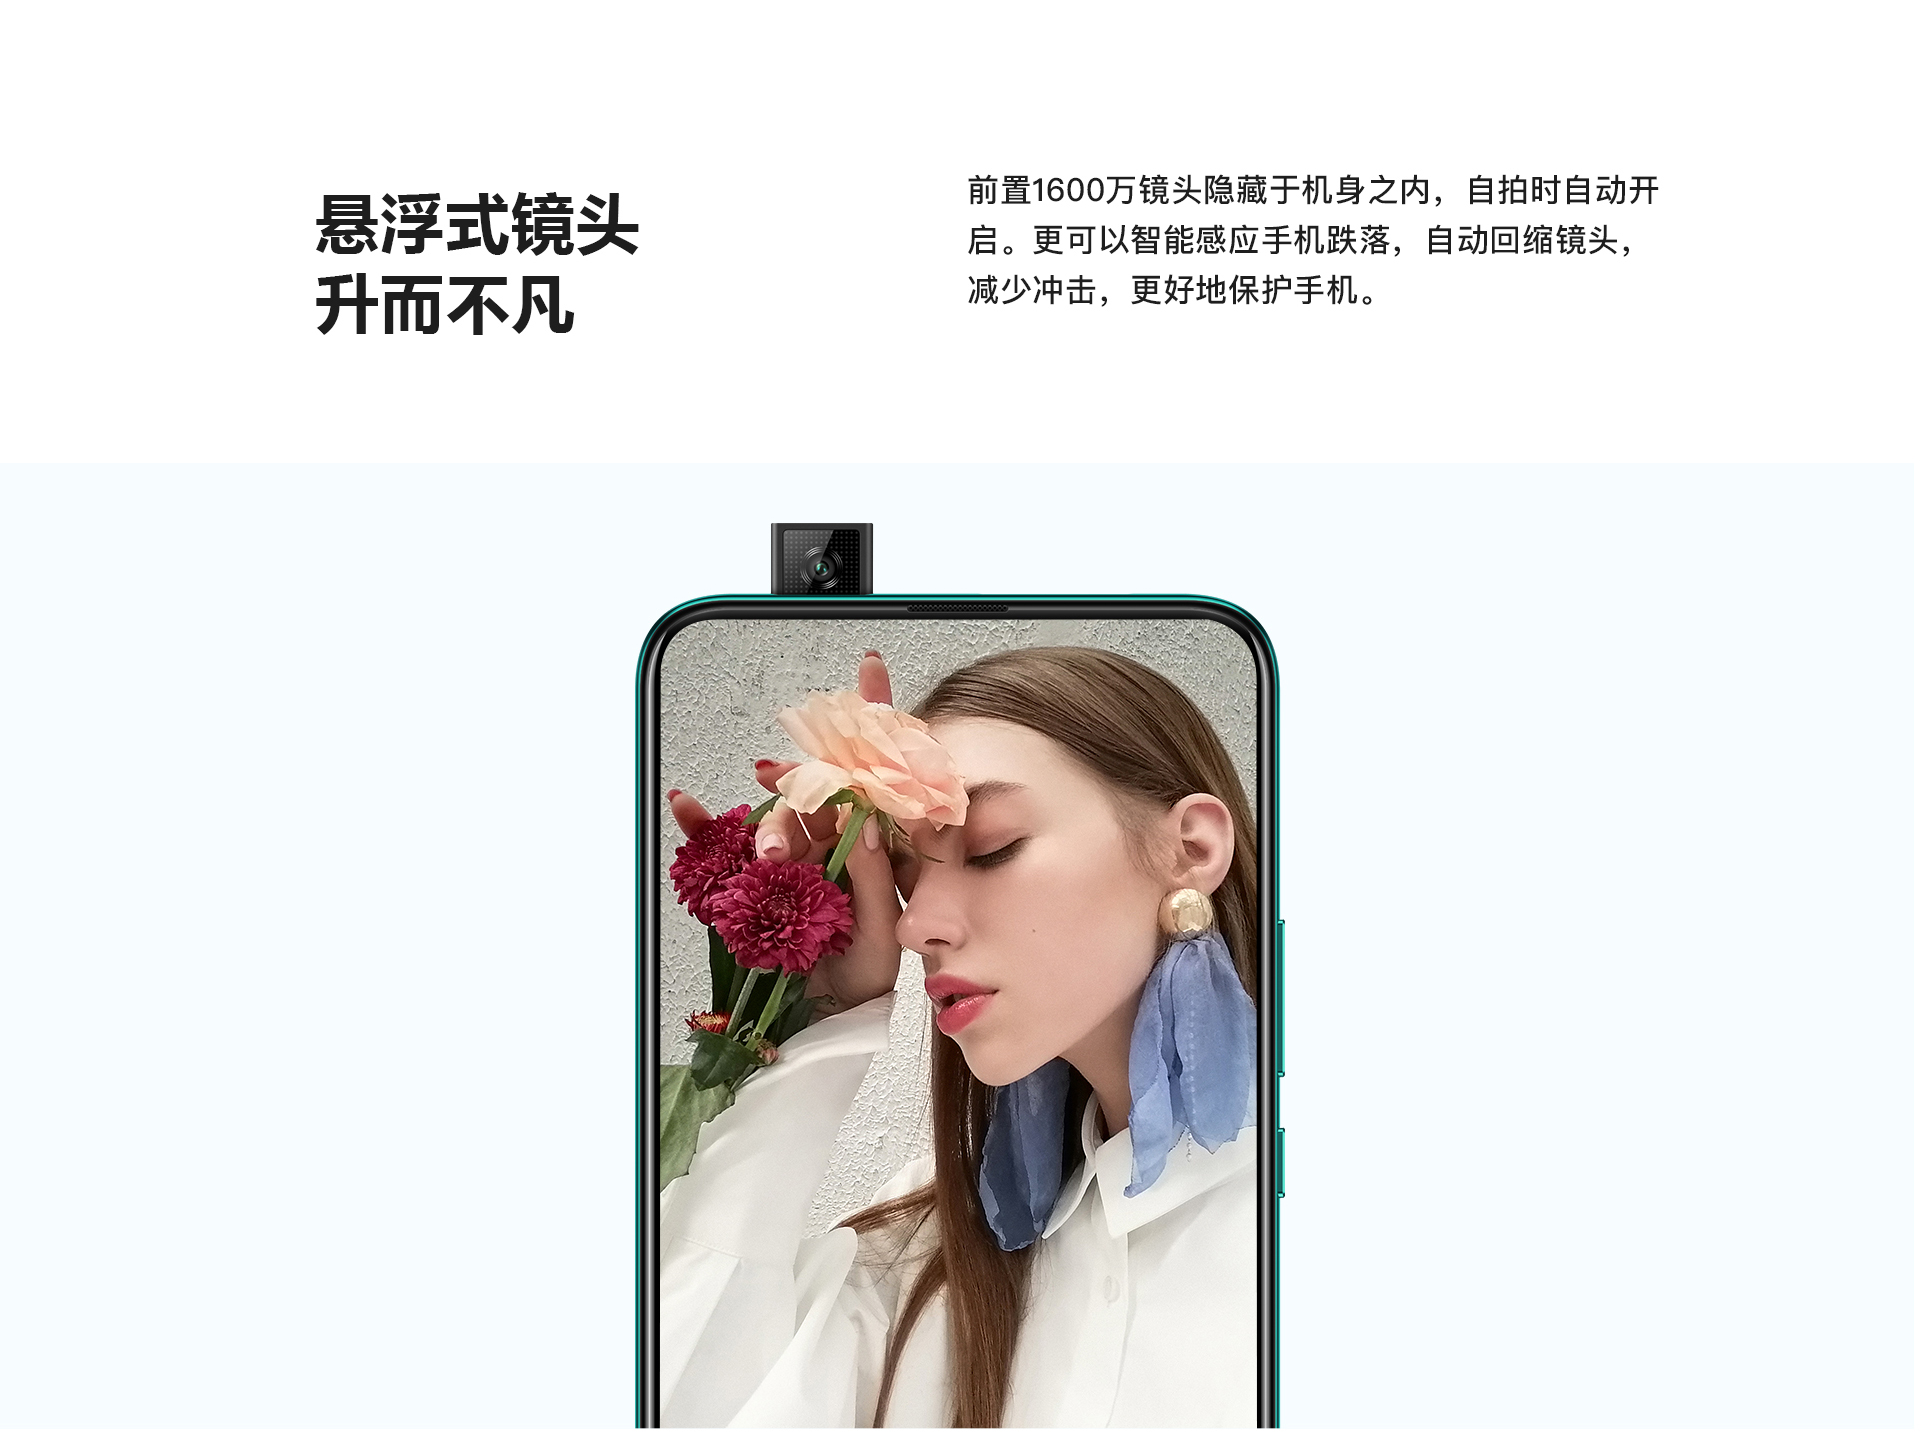 悬浮式镜头
升而不凡
前置1600万镜头隐藏于机身之内，自拍时自动开
启。更可以智能感应手机跌落，自动回缩镜头，
减少冲击，更好地保护手机。